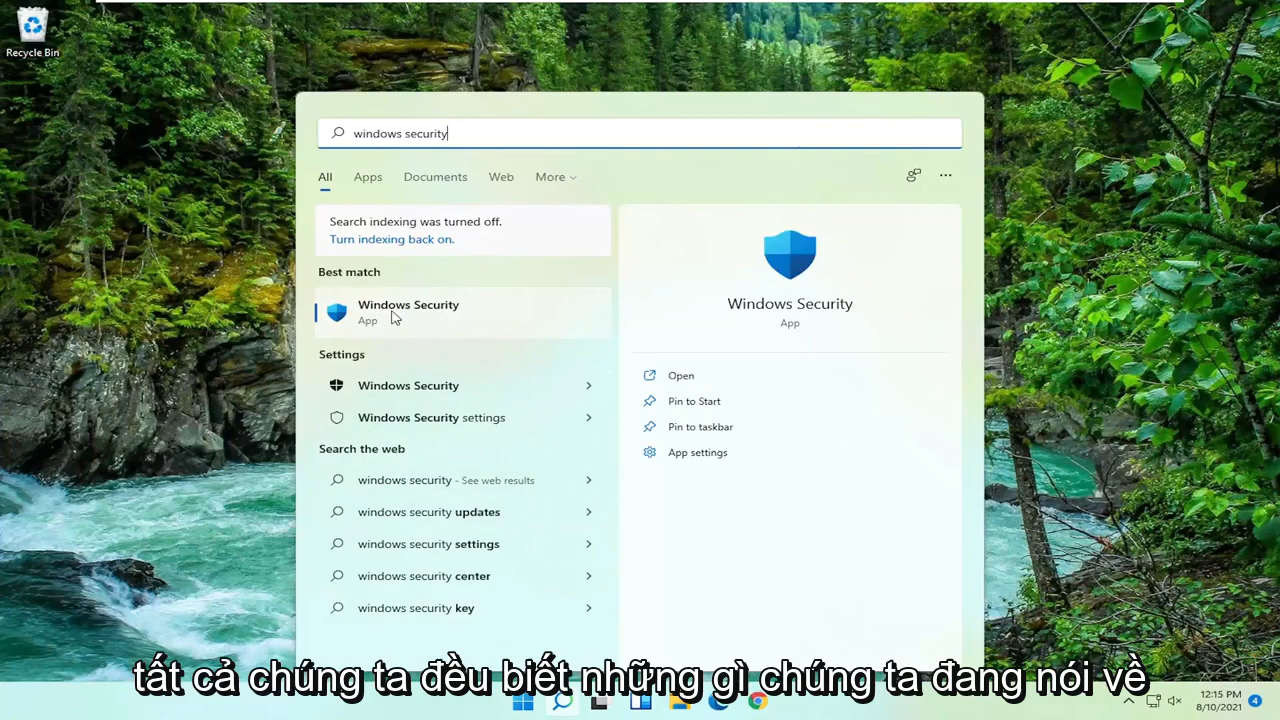 Recycle Bin
windows security
All Apps Documents Web More
Search indexing was turned off.
Turn indexing back on.
Best match
Windows Security
App
Settings
Windows Security
Windows Security settings
Search the web
windows security - See web results
windows security updates
windows security settings
windows security center
windows security key
Windows Security
App
Open
Pin to Start
Pin to taskbar
App settings
tất cả chúng ta đều biết những gì chúng ta đang nói về
12:15 PM
8/10/2021
4